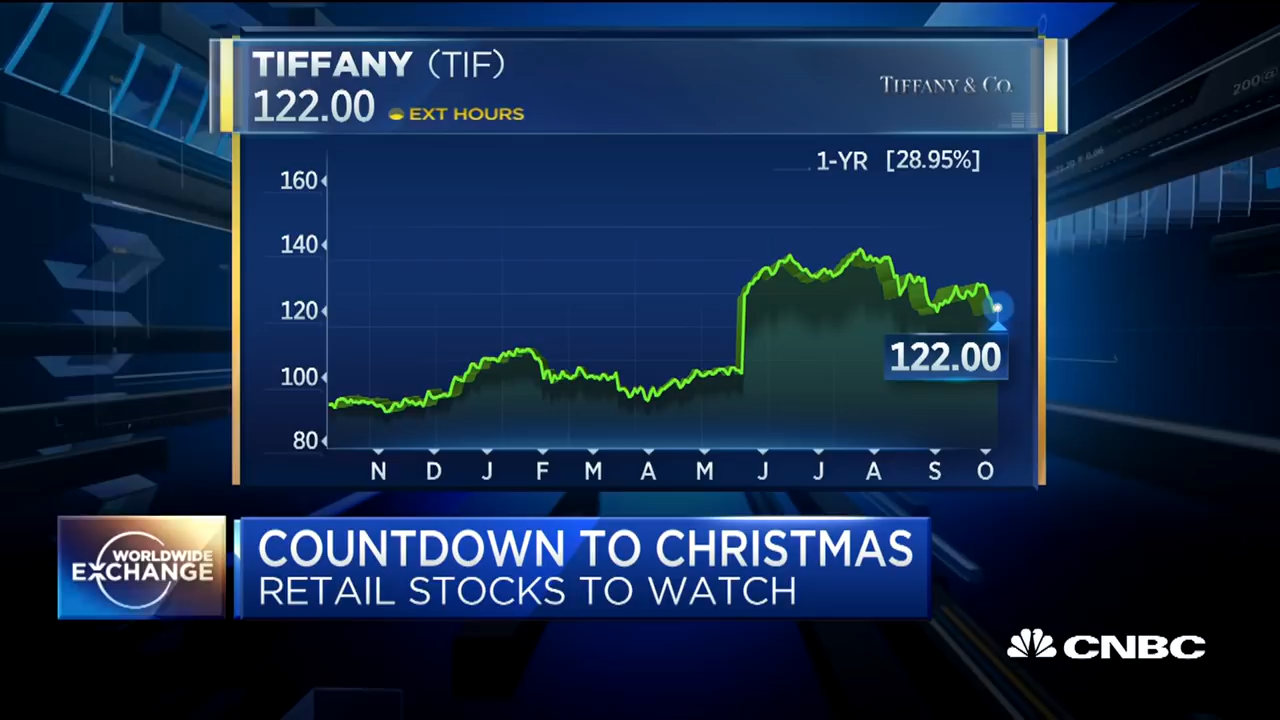 TIFFANY (TIF)
122.00 EXT HOURS
TIFFANY & CO.
1-YR [28.95%]
160
140
120
100
80
122.00
N D J F M A M J J A S O
WORLDWIDE
EXCHANGE
COUNTDOWN TO CHRISTMAS
RETAIL STOCKS TO WATCH
CNBC